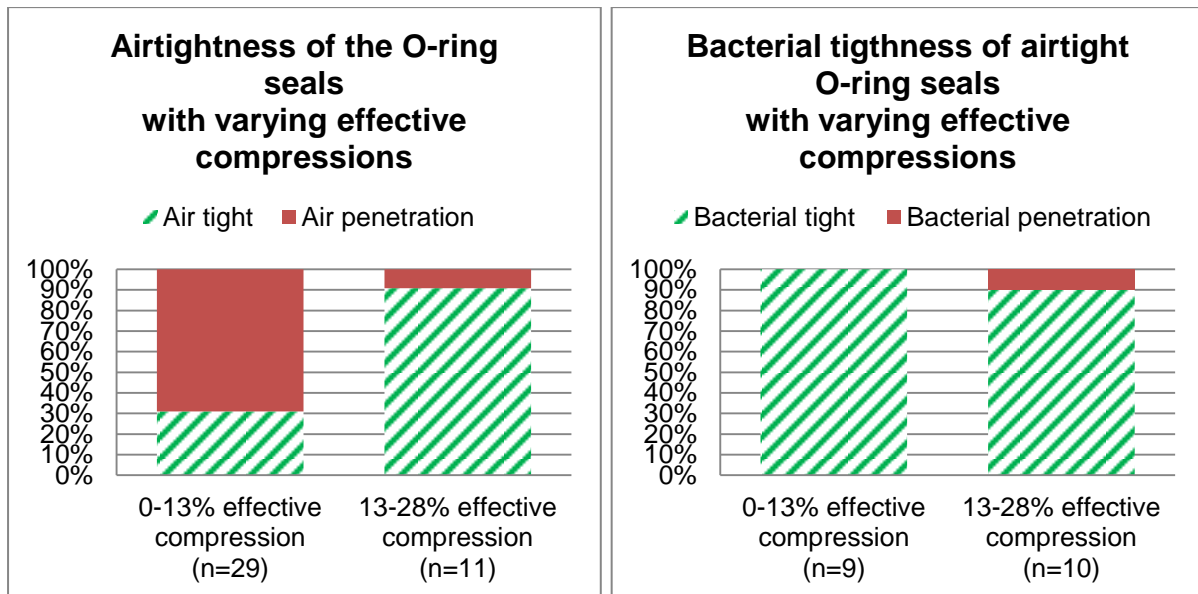 Airtightness of the O-ring
seals
with varying effective
compressions
Air tight Air penetration
100%
90%
80%
70%
60%
50%
40%
30%
20%
10%
0%
0-13% effective
compression
(n=29)
13-28% effective
compression
(n=11)
Bacterial tigthness of airtight
O-ring seals
with varying effective
compressions
Bacterial tight Bacterial penetration
100%
90%
80%
70%
60%
50%
40%
30%
20%
10%
0%
0-13% effective
compression
(n=9)
13-28% effective
compression
(n=10)